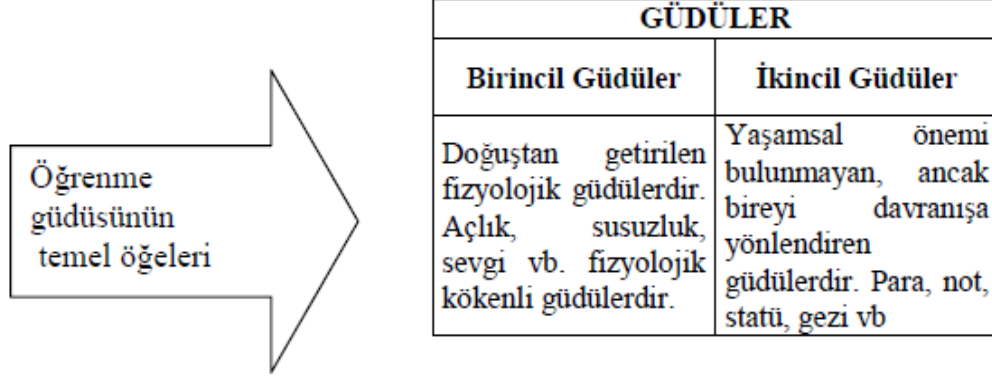 Öğrenme
güdüsünün
temel öğeleri
GÜDÜLER
Birincil Güdüler
İkincil Güdüler
Doğuştan getirilen
fizyolojik güdülerdir.
Açlık, susuzluk,
sevgi vb. fizyolojik
kökenli güdülerdir.
Yaşamsal önemi
bulunmayan, ancak
bireyi davranışa
yönlendiren
güdülerdir. Para, not,
statü, gezi vb